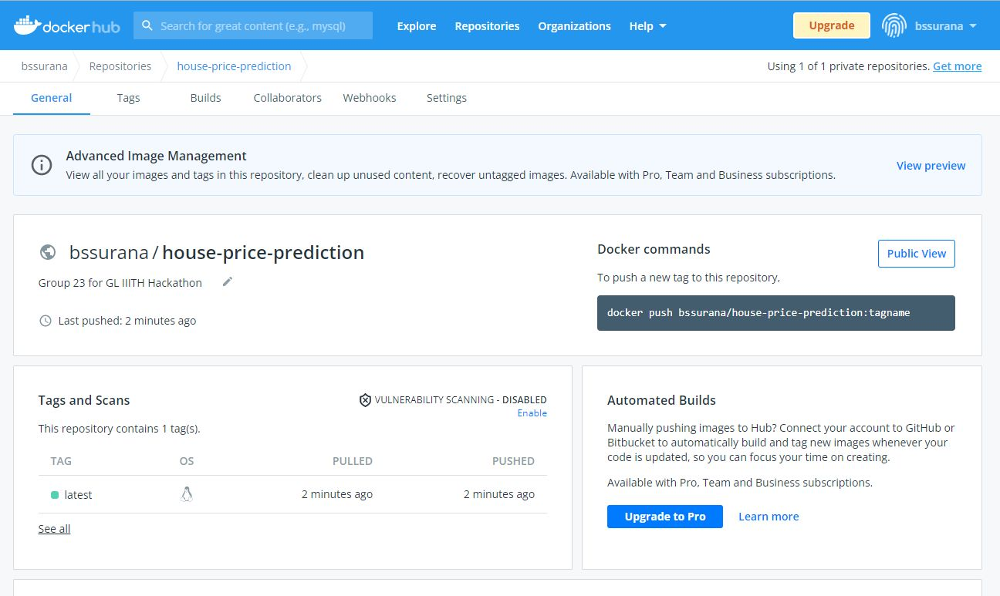 docker hub Search for great content (e.g., mysql) Explore Repositories Organizations Help Upgrade bssurana
bssurana Repositories house-price-prediction Using 1 of 1 private repositories. Get more
General Tags Builds Collaborators Webhooks Settings
Advanced Image Management
View all your images and tags in this repository, clean up unused content, recover untagged images. Available with Pro, Team and Business subscriptions.
View preview
bssurana / house-price-prediction
Group 23 for GL IIITH Hackathon
Last pushed: 2 minutes ago
Docker commands
Public View
To push a new tag to this repository,
docker push bssurana/house-price-prediction:tagname
Tags and Scans
VULNERABILITY SCANNING - DISABLED
Enable
This repository contains 1 tag(s).
TAG OS PULLED PUSHED
latest 2 minutes ago 2 minutes ago
See all
Automated Builds
Manually pushing images to Hub? Connect your account to GitHub or
Bitbucket to automatically build and tag new images whenever your
code is updated, so you can focus your time on creating.
Available with Pro, Team and Business subscriptions.
Upgrade to Pro Learn more